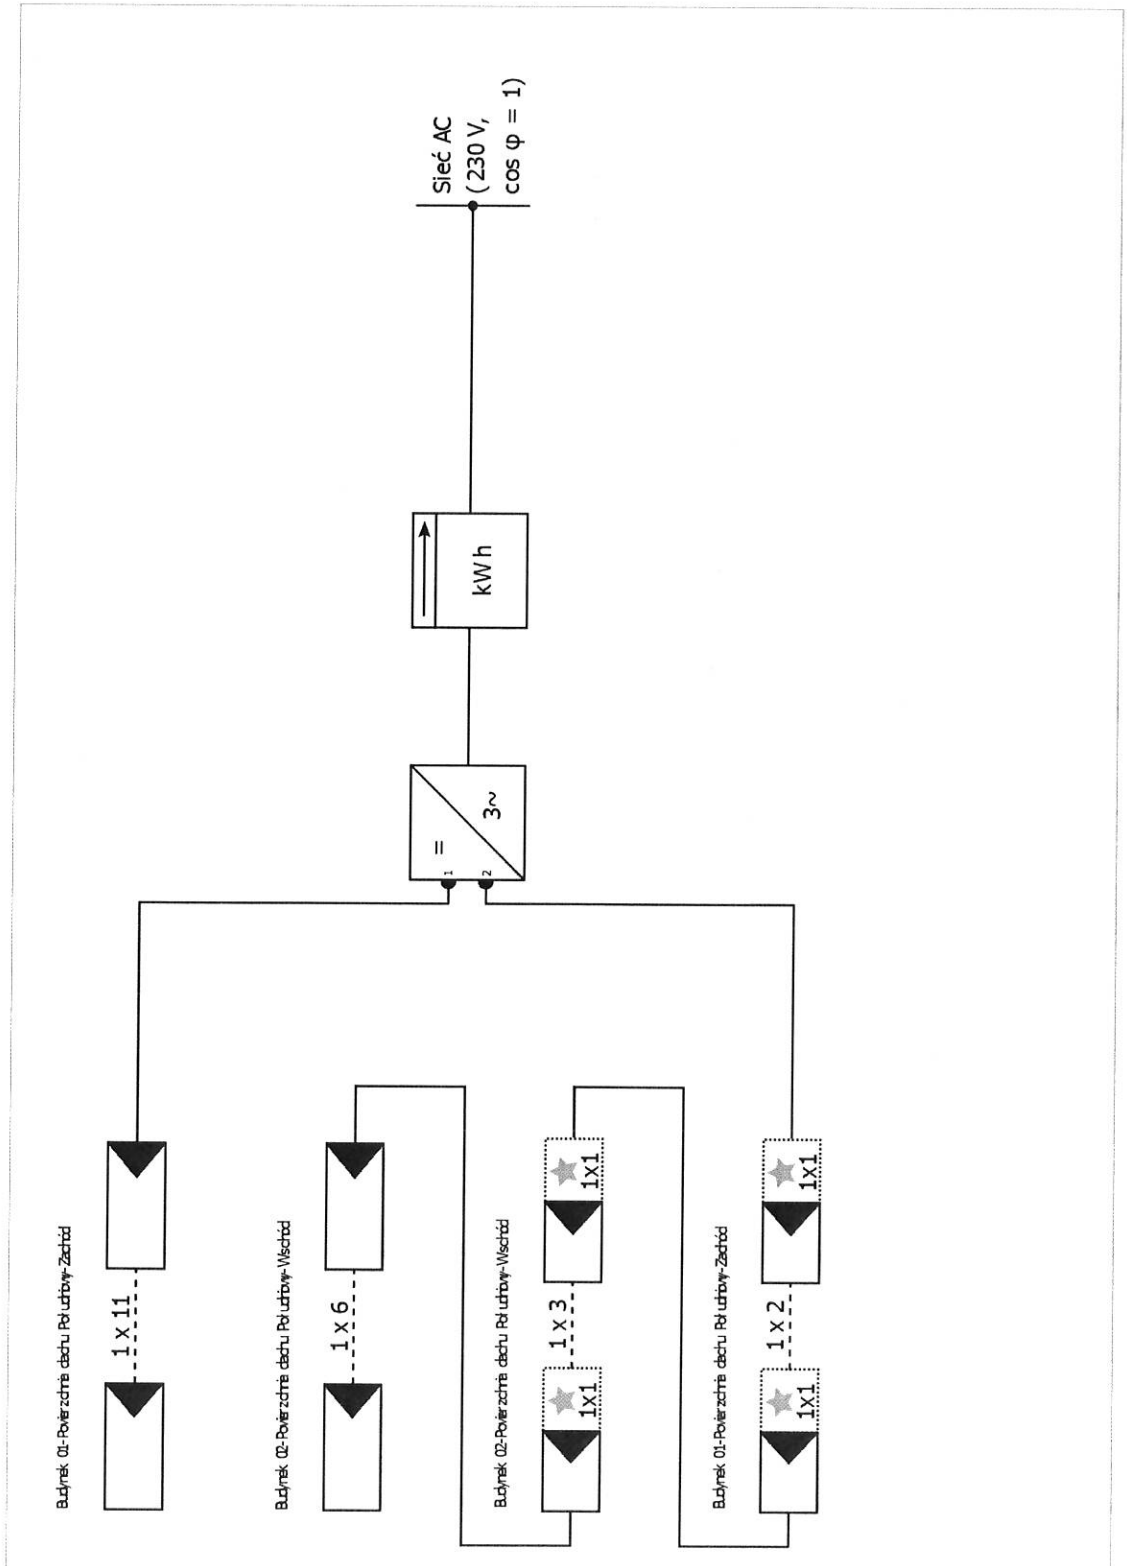 Budynek 01-Powierzchnia dachu Południowy-Zachód
1 x 11
Budynek 02-Powierzchnia dachu Południowy-Wschód
1 x 6
Budynek 02-Powierzchnia dachu Południowy-Wschód
1x1
1 x 3
1x1
Budynek 01-Powierzchnia dachu Południowy-Zachód
1x1
1 x 2
1x1
1
2
=
3~
kWh
Sieć AC
(230 V,
cos φ = 1)